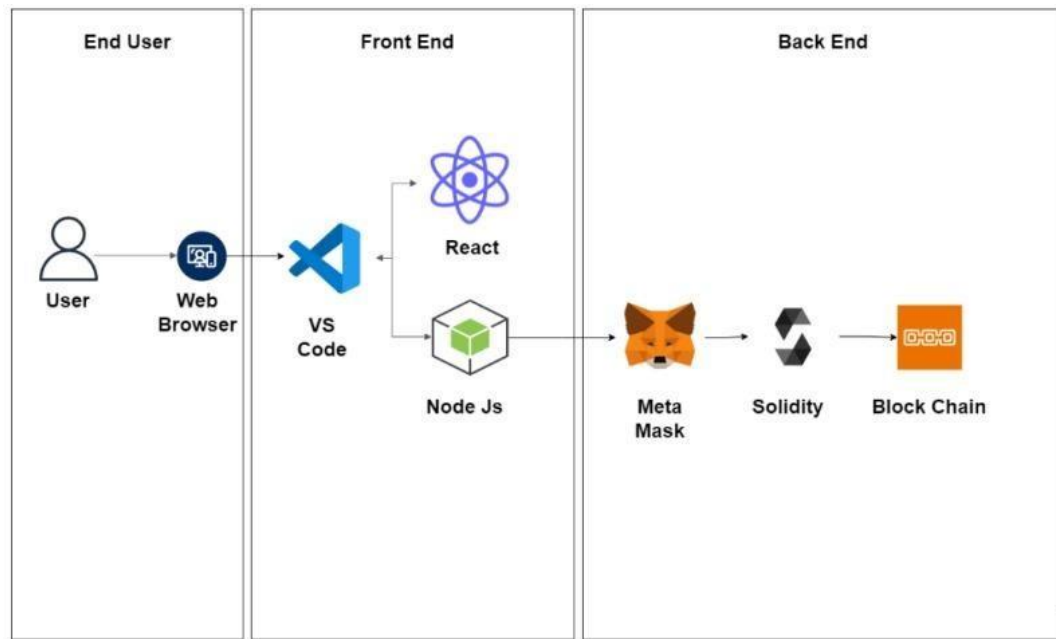 End User
Front End
Back End
React
User
Web
Browser
VS
Code
Node Js
Meta
Mask
Solidity
Block Chain